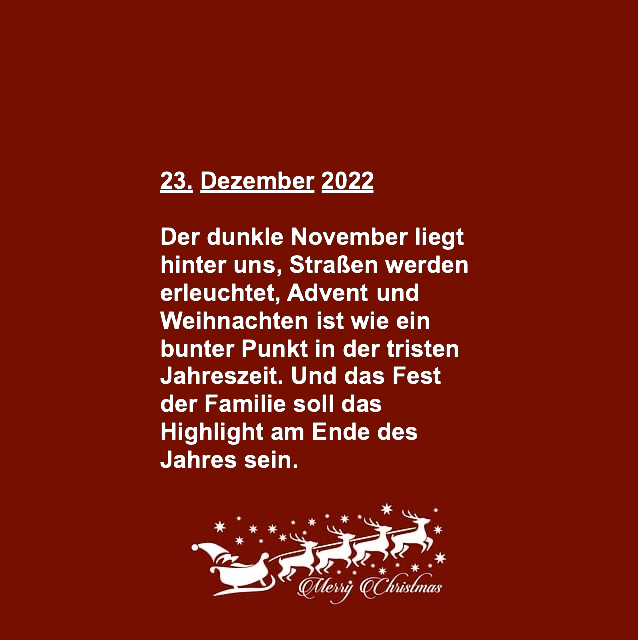 23. Dezember 2022
Der dunkle November liegt
hinter uns, Straßen werden
erleuchtet, Advent und
Weihnachten ist wie ein
bunter Punkt in der tristen
Jahreszeit. Und das Fest
der Familie soll das
Highlight am Ende des
Jahres sein.
Merry Christmas